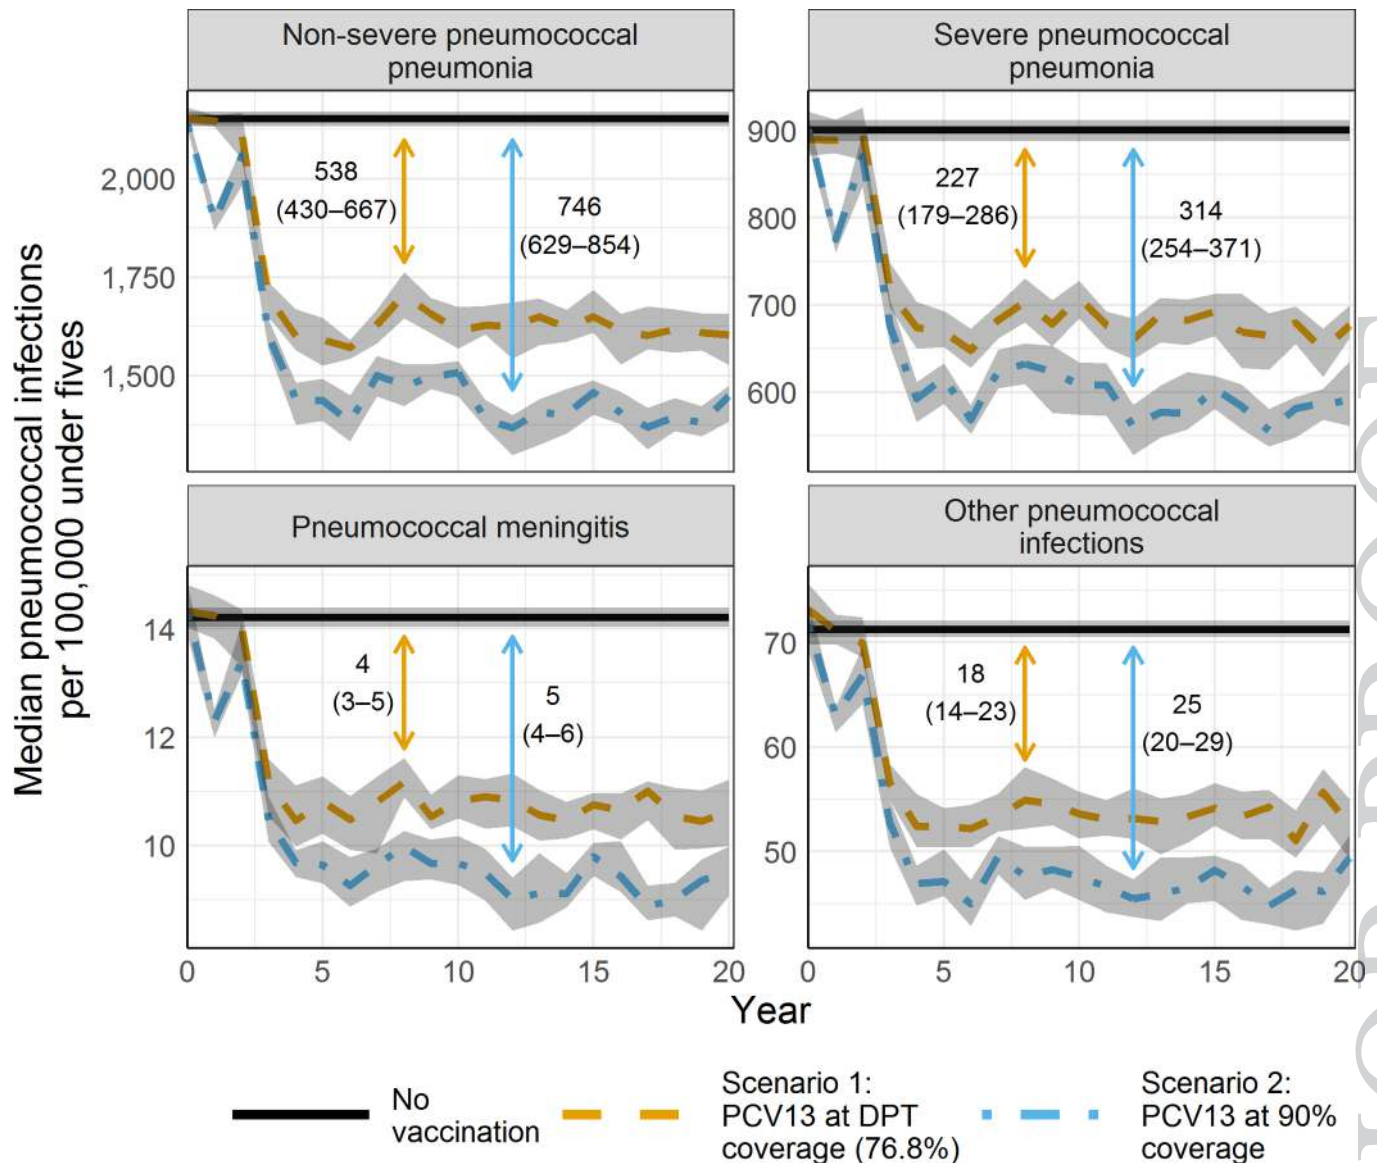 Non-severe pneumococcal
pneumonia
Severe pneumococcal
pneumonia
2,000
1,750
1,500
538
(430–667)
746
(629–854)
900
800
700
600
227
(179–286)
314
(254–371)
Median pneumococcal infections
per 100,000 under fives
Pneumococcal meningitis
Other pneumococcal
infections
14
12
10
4
(3–5)
5
(4–6)
70
60
50
18
(14–23)
25
(20–29)
0 5 10 15 20
0 5 10 15 20
Year
No
vaccination
Scenario 1:
PCV13 at DPT
coverage (76.8%)
Scenario 2:
PCV13 at 90%
coverage